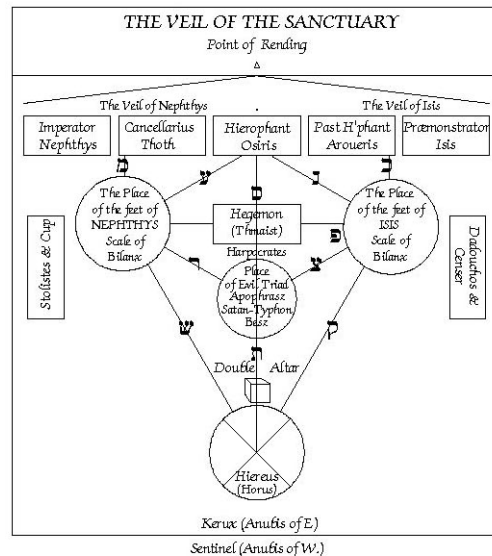 THE VEIL OF THE SANCTUARY
Point of Rending
The Veil of Nephthys
The Veil of Isis
Imperator
Nephthys
Cancellarius
Thoth
Hierophant
Osiris
Past H'phant
Aroueris
Præmonstrator
Isis
מ
ע
ס
נ
כ
The Place
of the feet of
NEPHTHYS
Scale of
Bilanx
Hegemon
(Thmaist)
פ
The Place
of the feet of
ISIS
Scale of
Bilanx
Stolistes & Cup
Dadouchos &
Censer
Harpocrates
ר
צ
Place
of Evil Triad
Apophrasz
Satan-Typhon
Besz
ש
ת
ק
Double Altar
Hiereus
(Horus)
Kerux (Anubis of E)
Sentinel (Anubis of W.)